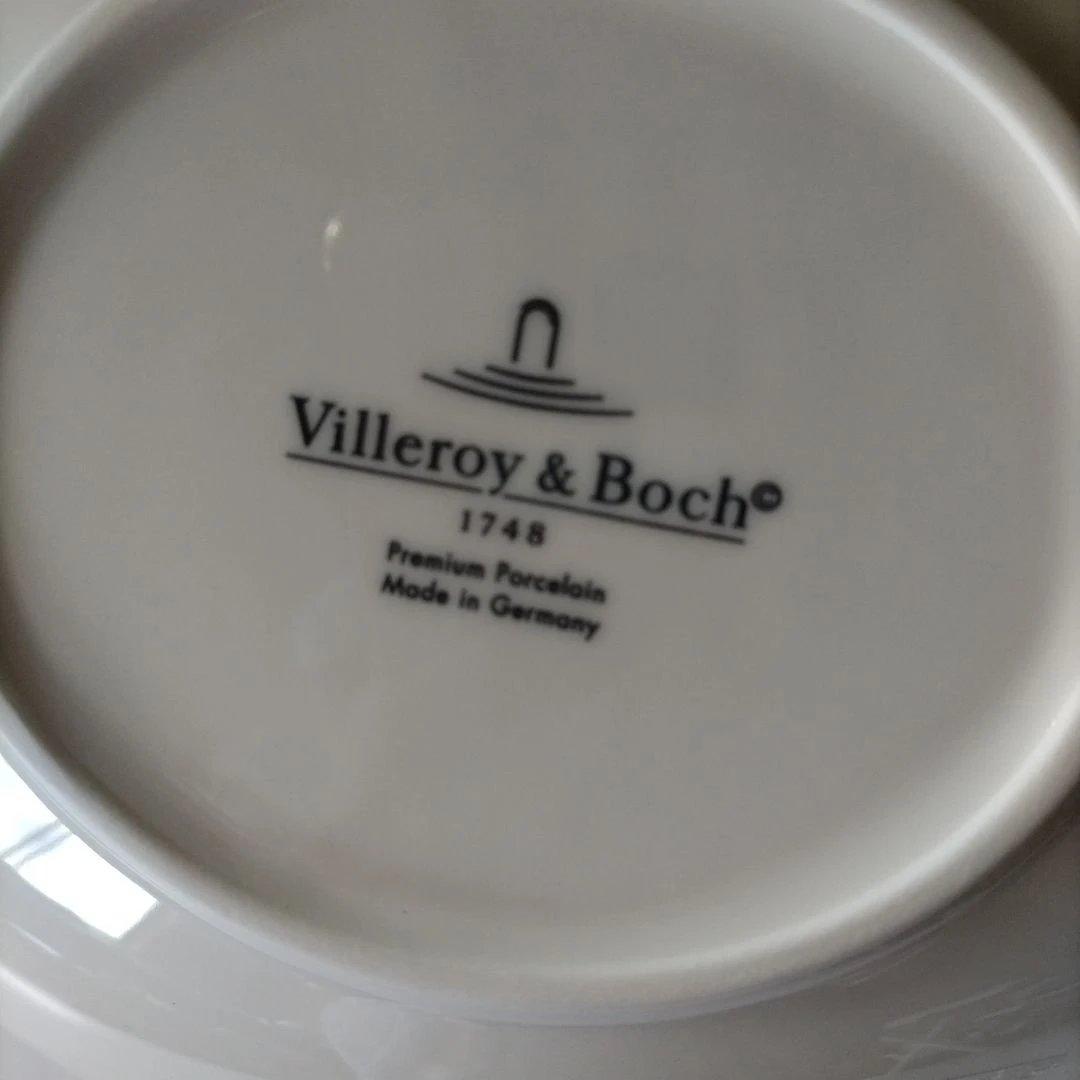 Villeroy & Boch©
1748
Premium Porcelain
Made in Germany